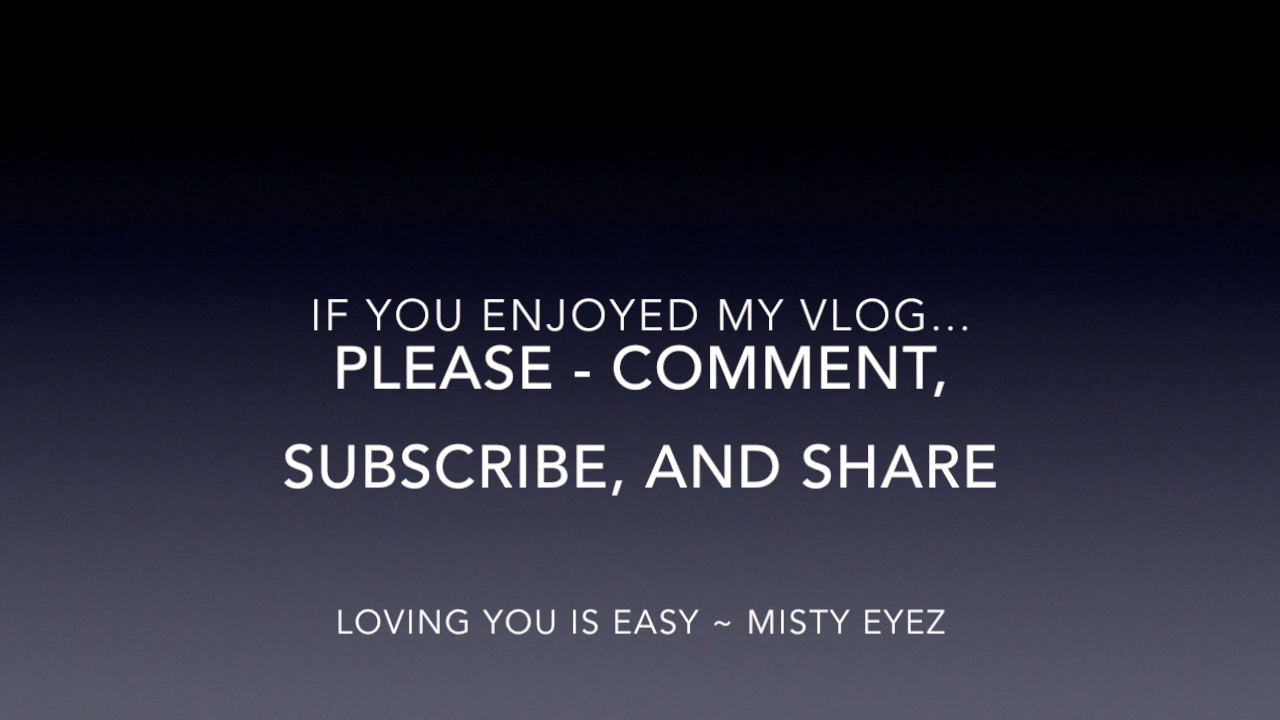 IF YOU ENJOYED MY VLOG...
PLEASE - COMMENT,
SUBSCRIBE, AND SHARE
LOVING YOU IS EASY ~ MISTY EYEZ